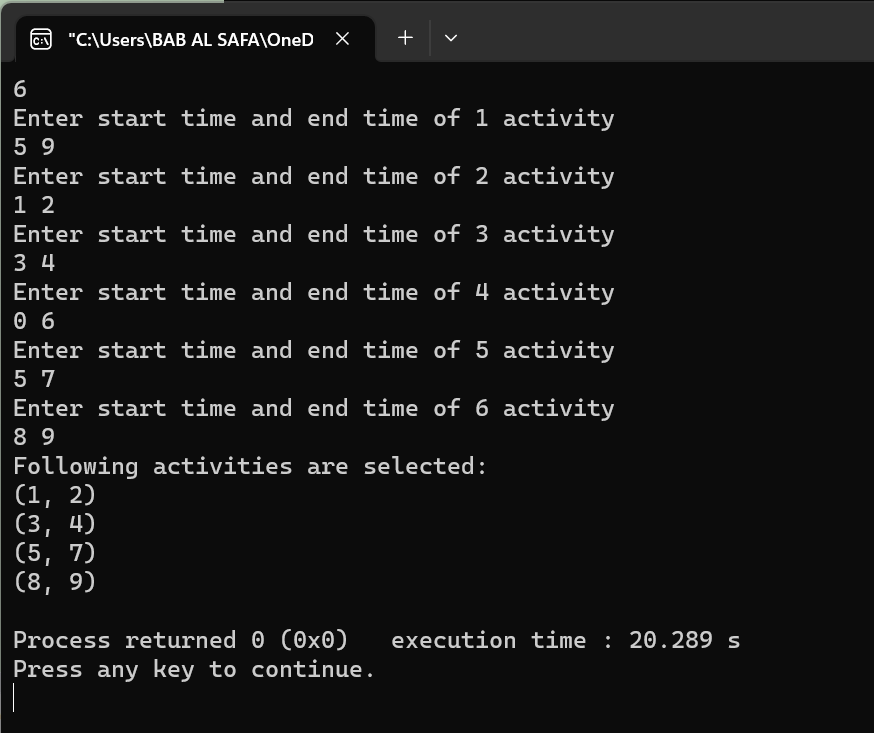 "C:\Users\BAB AL SAFA\OneD
6
Enter start time and end time of 1 activity
5 9
Enter start time and end time of 2 activity
1 2
Enter start time and end time of 3 activity
3 4
Enter start time and end time of 4 activity
0 6
Enter start time and end time of 5 activity
5 7
Enter start time and end time of 6 activity
8 9
Following activities are selected:
(1, 2)
(3, 4)
(5, 7)
(8, 9)
Process returned 0 (0x0)   execution time : 20.289 s
Press any key to continue.